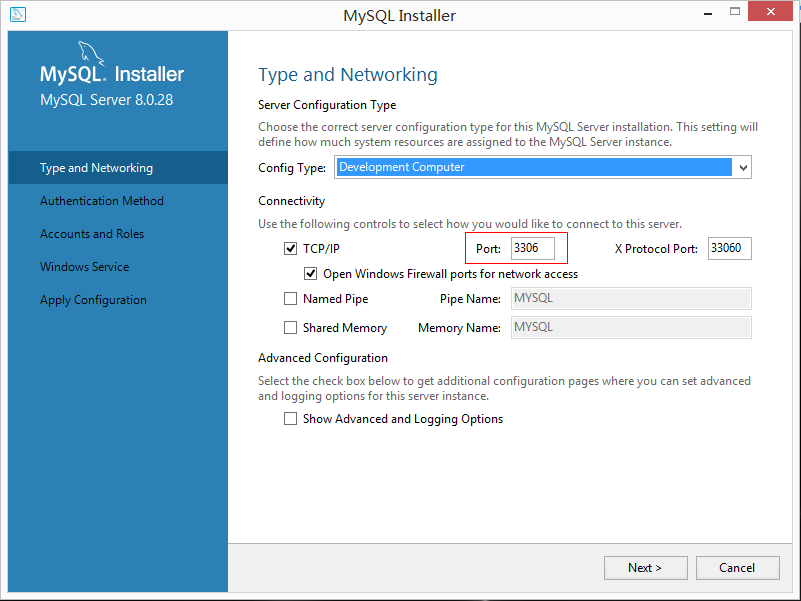 MySQL Installer
MySQL. Installer
MySQL Server 8.0.28
Type and Networking
Authentication Method
Accounts and Roles
Windows Service
Apply Configuration
Type and Networking
Server Configuration Type
Choose the correct server configuration type for this MySQL Server installation. This setting will
define how much system resources are assigned to the MySQL Server instance.
Config Type: Development Computer
Connectivity
Use the following controls to select how you would like to connect to this server.
TCP/IP Port: 3306 X Protocol Port: 33060
Open Windows Firewall ports for network access
Named Pipe Pipe Name: MYSQL
Shared Memory Memory Name: MYSQL
Advanced Configuration
Select the check box below to get additional configuration pages where you can set advanced
and logging options for this server instance.
Show Advanced and Logging Options
Next > Cancel